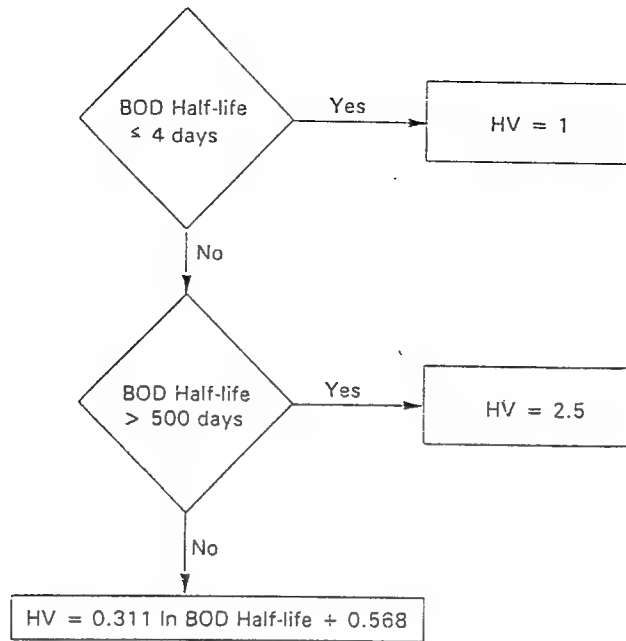 BOD Half-life
≤ 4 days
Yes
HV = 1
No
BOD Half-life
> 500 days
Yes
HV = 2.5
No
HV = 0.311 ln BOD Half-life + 0.568